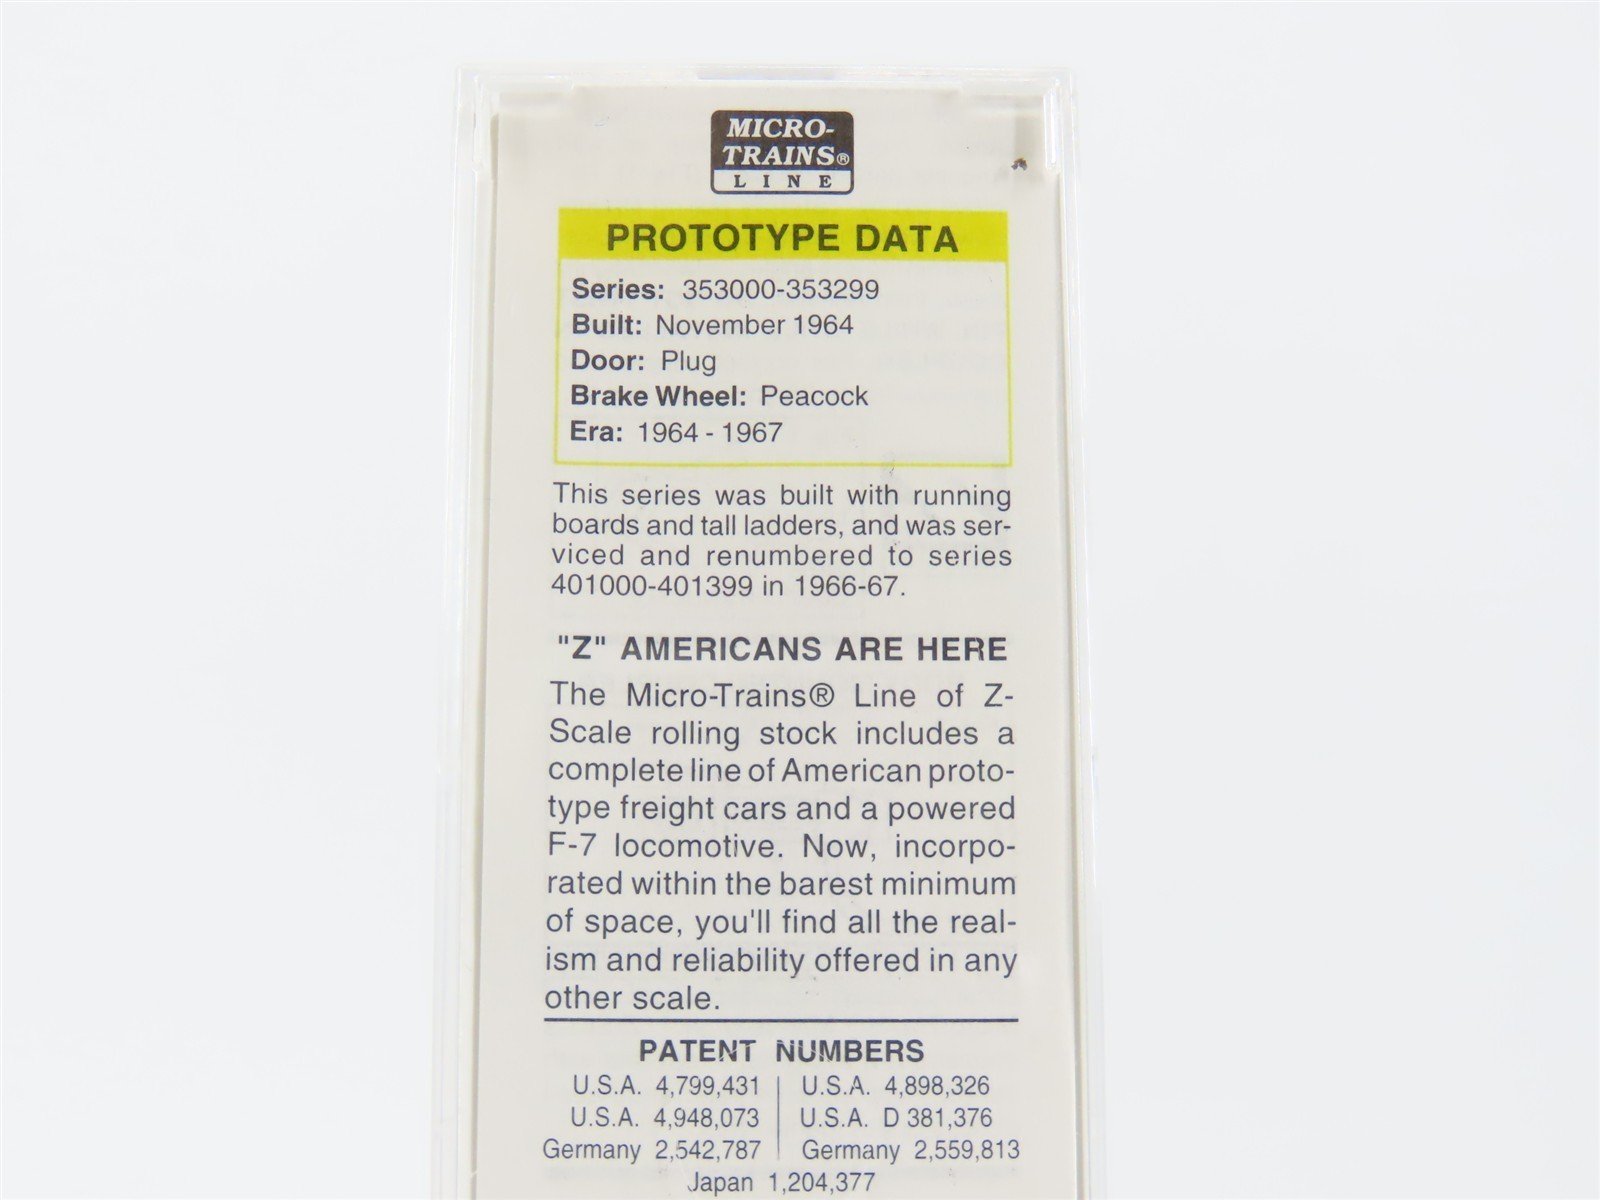 MICRO-
TRAINS®
LINE
PROTOTYPE DATA
Series: 353000-353299
Built: November 1964
Door: Plug
Brake Wheel: Peacock
Era: 1964 - 1967
This series was built with running
boards and tall ladders, and was ser-
viced and renumbered to series
401000-401399 in 1966-67.
"Z" AMERICANS ARE HERE
The Micro-Trains® Line of Z-
Scale rolling stock includes a
complete line of American proto-
type freight cars and a powered
F-7 locomotive. Now, incorpo-
rated within the barest minimum
of space, you'll find all the real-
ism and reliability offered in any
other scale.
PATENT NUMBERS
U.S.A. 4,799,431 | U.S.A. 4,898,326
U.S.A. 4,948,073 | U.S.A. D 381,376
Germany 2,542,787 | Germany 2,559,813
Japan 1,204,377